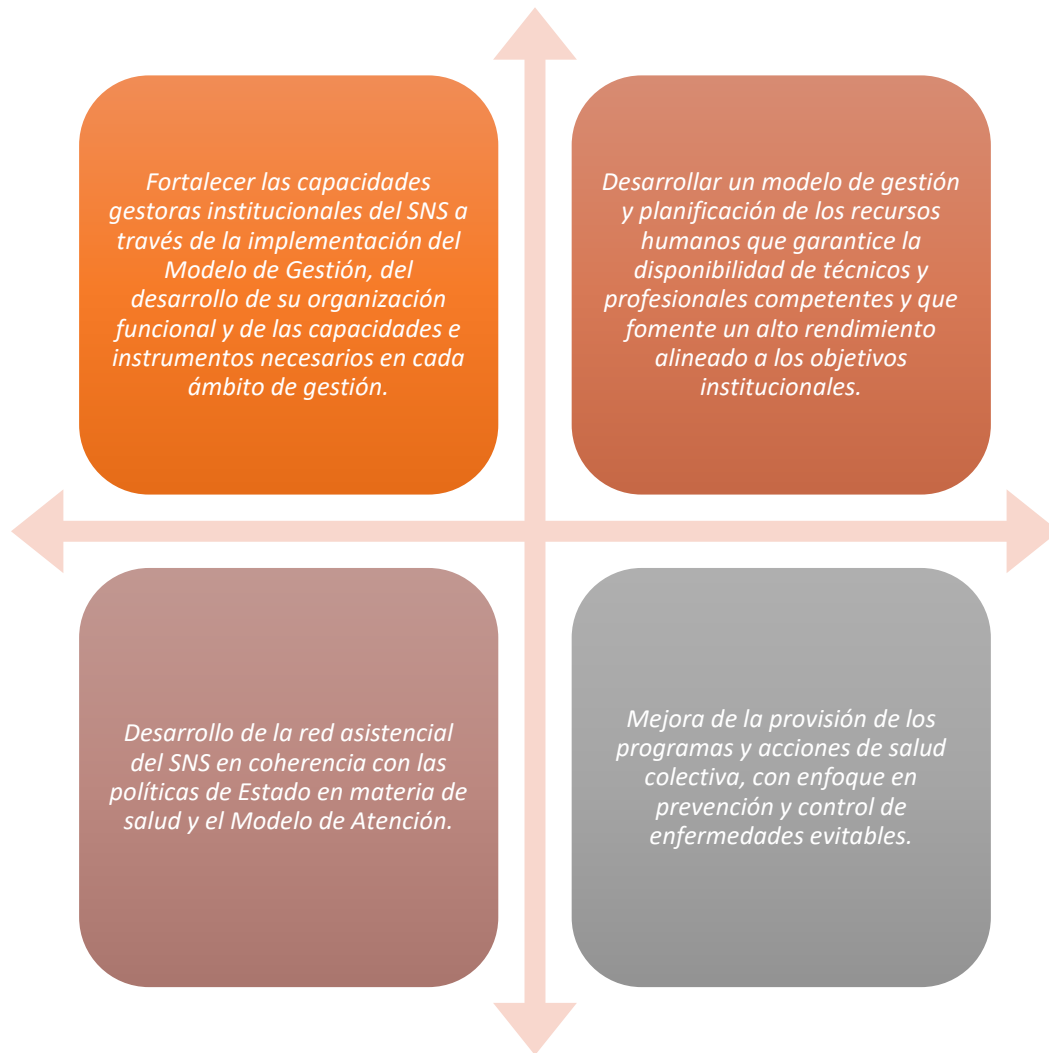 Fortalecer las capacidades
gestoras institucionales del SNS a
través de la implementación del
Modelo de Gestión, del
desarrollo de su organización
funcional y de las capacidades e
instrumentos necesarios en cada
ámbito de gestión.
Desarrollar un modelo de gestión
y planificación de los recursos
humanos que garantice la
disponibilidad de técnicos y
profesionales competentes y que
fomente un alto rendimiento
alineado a los objetivos
institucionales.
Desarrollo de la red asistencial
del SNS en coherencia con las
políticas de Estado en materia de
salud y el Modelo de Atención.
Mejora de la provisión de los
programas y acciones de salud
colectiva, con enfoque en
prevención y control de
enfermedades evitables.